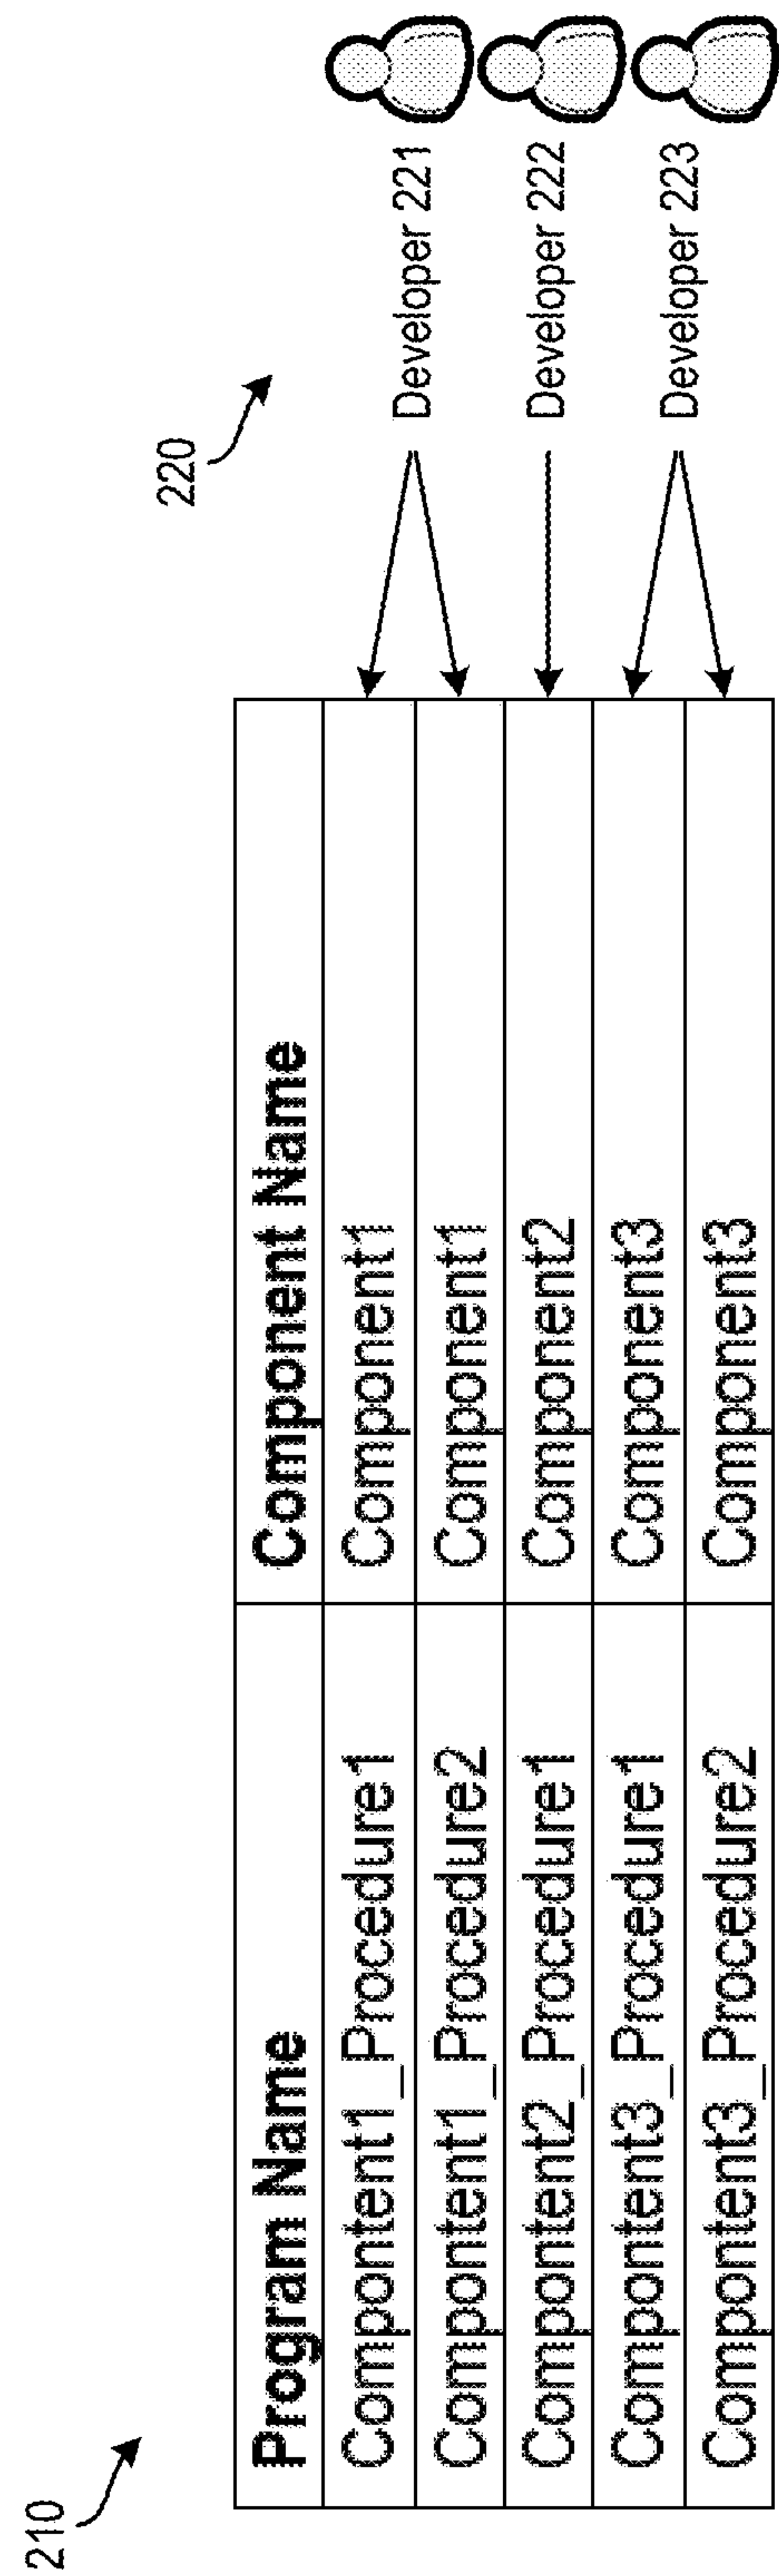 210
220
Program Name Component Name
Compontent1_Procedure1 Component1
Compontent1_Procedure2 Component1
Compontent2_Procedure1 Component2
Compontent3_Procedure1 Component3
Compontent3_Procedure2 Component3
Developer 221
Developer 222
Developer 223